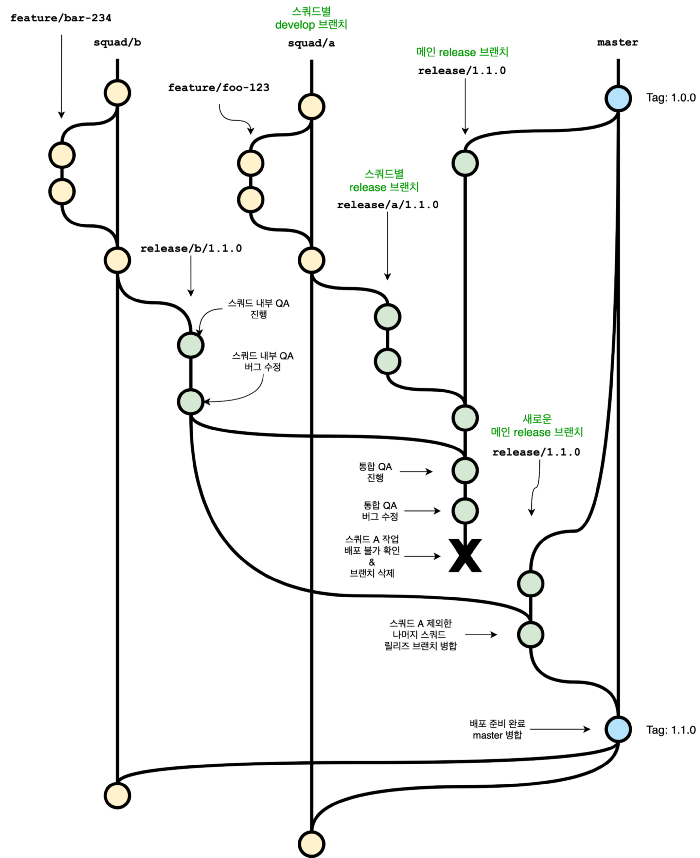 스쿼드별
develop 브랜치
feature/bar-234
squad/b
squad/a
메인 release 브랜치
release/1.1.0
master
feature/foo-123
Tag: 1.0.0
스쿼드별
release 브랜치
release/a/1.1.0
release/b/1.1.0
스쿼드 내부 QA
진행
스쿼드 내부 QA
버그 수정
새로운
메인 release 브랜치
release/1.1.0
통합 QA
진행
통합 QA
버그 수정
스쿼드 A 작업
배포 불가 확인
&
브랜치 삭제
X
스쿼드 A 제외한
나머지 스쿼드
릴리즈 브랜치 병합
배포 준비 완료
master 병합
Tag: 1.1.0